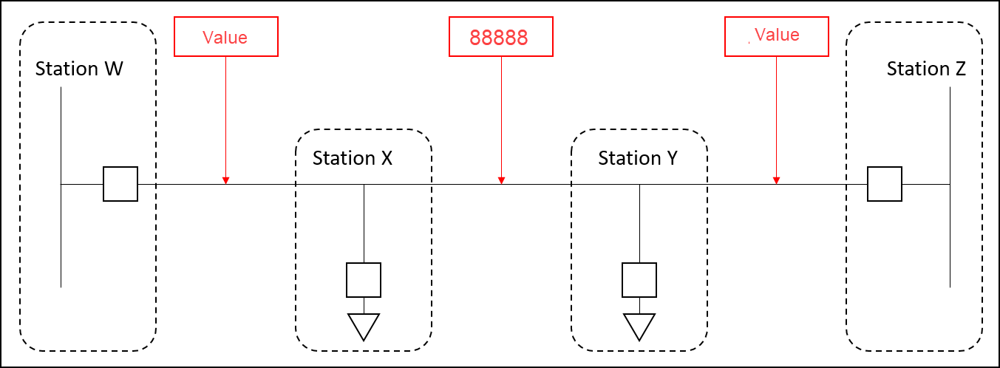 Value
88888
Value
Station W
Station Z
Station X
Station Y